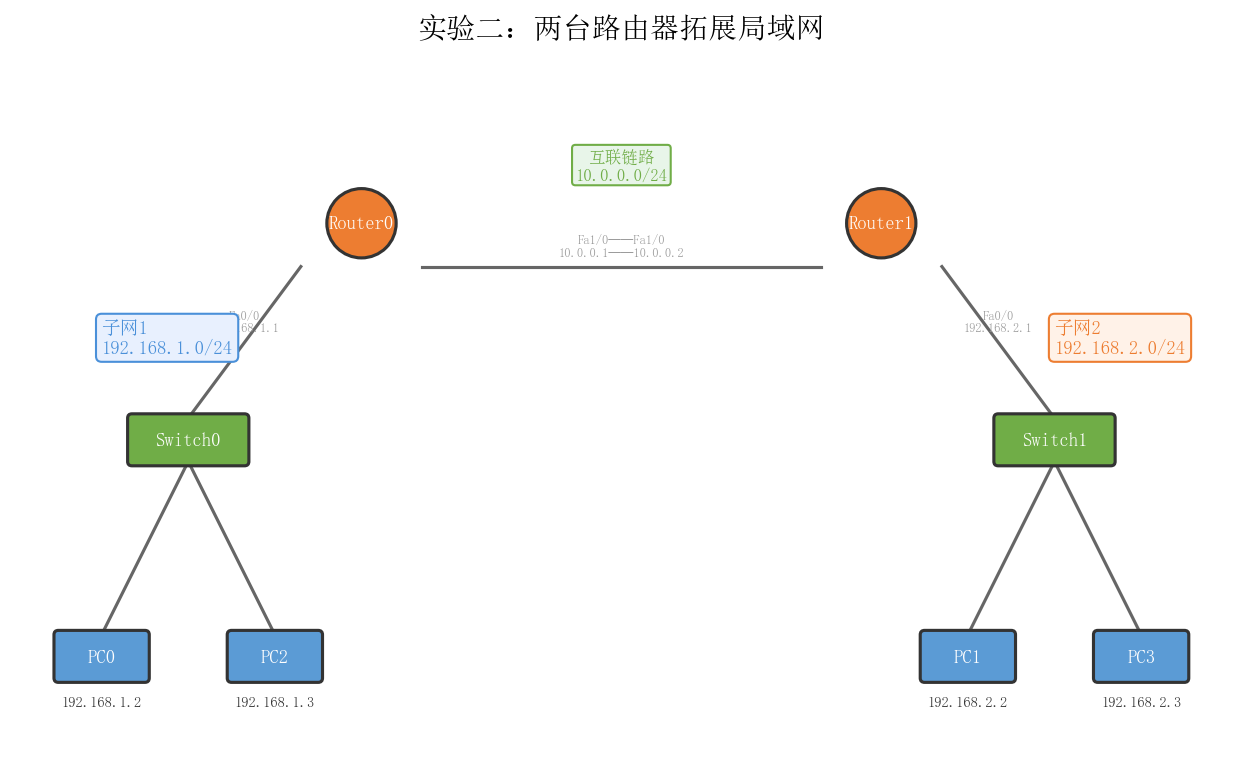 实验二：两台路由器拓展局域网
互联链路
10.0.0.0/24
Router0
Router1
Fa1/0——Fa1/0
10.0.0.1——10.0.0.2
子网1
192.168.1.0/24
Fa0/0
192.168.2.1
子网2
192.168.2.0/24
Switch0
Switch1
PC0
PC2
PC1
PC3
192.168.1.2
192.168.1.3
192.168.2.2
192.168.2.3